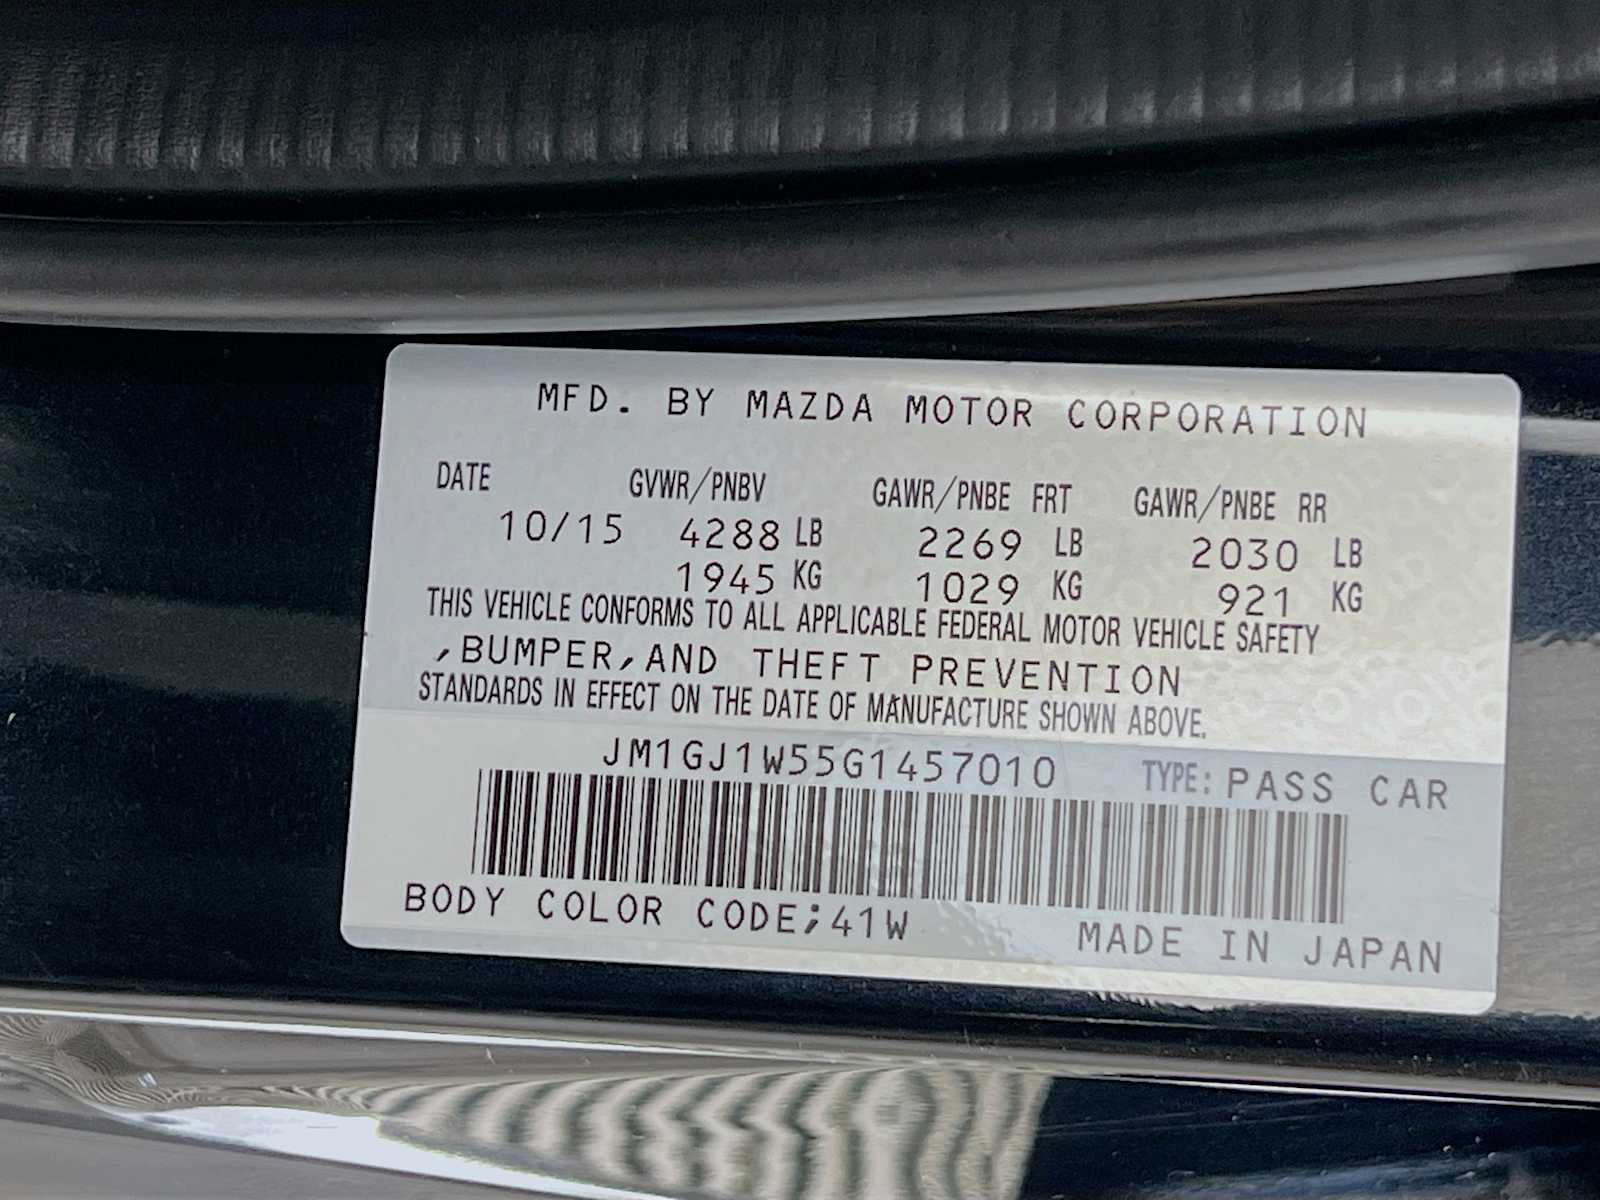 MFD. BY MAZDA MOTOR CORPORATION
DATE GVWR/PNBV GAWR/PNBE FRT GAWR/PNBE RR
10/15 4288 LB 2269 LB 2030 LB
1945 KG 1029 KG 921 KG
THIS VEHICLE CONFORMS TO ALL APPLICABLE FEDERAL MOTOR VEHICLE SAFETY
,BUMPER,AND THEFT PREVENTION
STANDARDS IN EFFECT ON THE DATE OF MANUFACTURE SHOWN ABOVE.
JM1GJ1W55G1457010 TYPE: PASS CAR
BODY COLOR CODE;41W MADE IN JAPAN